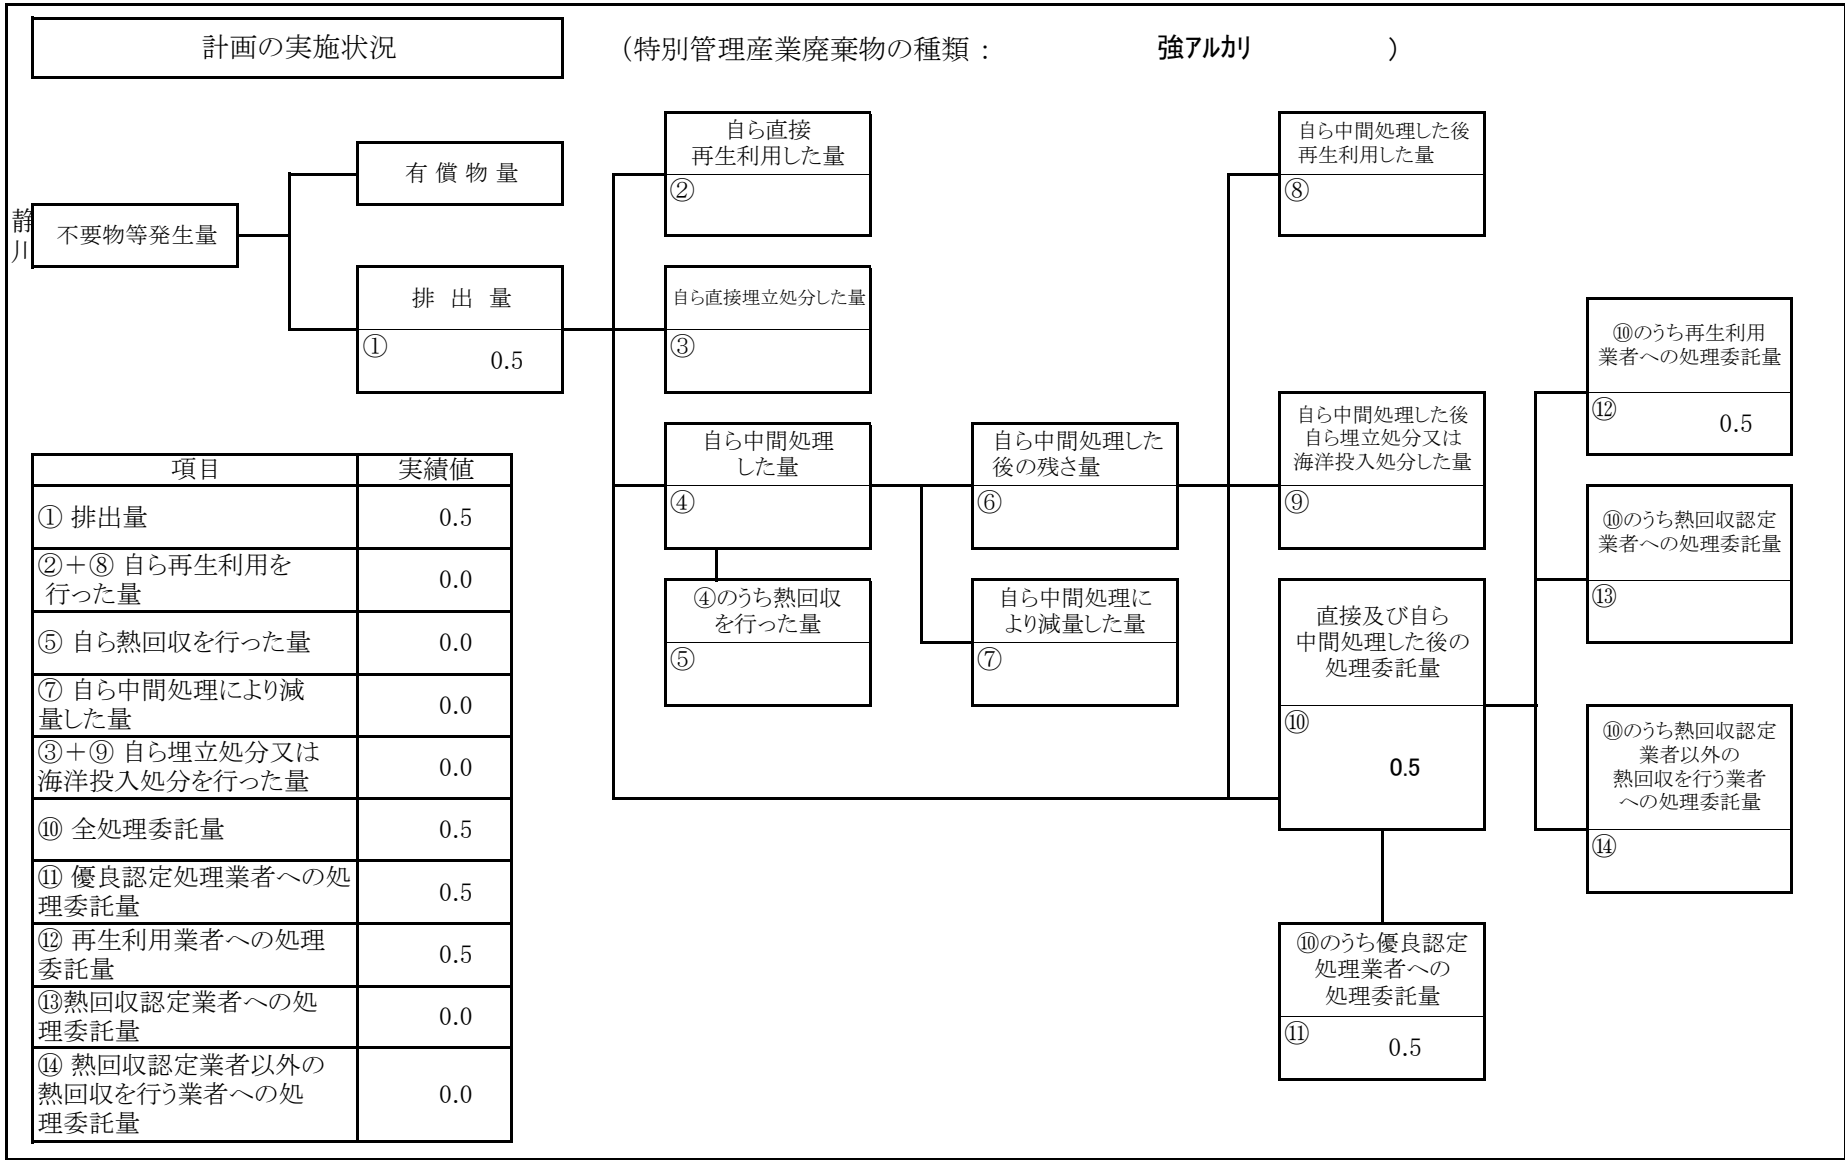 計画の実施状況
（特別管理産業廃棄物の種類： 強アルカリ ）
静
川
不要物等発生量
有償物量
排出量
① 0.5
自ら直接
再生利用した量
②
自ら直接埋立処分した量
③
自ら中間処理
した量
④
④のうち熱回収
を行った量
⑤
自ら中間処理した
後の残さ量
⑥
自ら中間処理に
より減量した量
⑦
自ら中間処理した後
再生利用した量
⑧
自ら中間処理した後
自ら埋立処分又は
海洋投入処分した量
⑨
直接及び自ら
中間処理した後の
処理委託量
⑩
0.5
⑩のうち優良認定
処理業者への
処理委託量
⑪ 0.5
⑩のうち再生利用
業者への処理委託量
⑫ 0.5
⑩のうち熱回収認定
業者への処理委託量
⑬
⑩のうち熱回収認定
業者以外の
熱回収を行う業者
への処理委託量
⑭
項目 実績値
① 排出量 0.5
②＋⑧ 自ら再生利用を
行った量 0.0
⑤ 自ら熱回収を行った量 0.0
⑦ 自ら中間処理により減
量した量 0.0
③＋⑨ 自ら埋立処分又は
海洋投入処分を行った量 0.0
⑩ 全処理委託量 0.5
⑪ 優良認定処理業者への処
理委託量 0.5
⑫ 再生利用業者への処理
委託量 0.5
⑬熱回収認定業者への処
理委託量 0.0
⑭ 熱回収認定業者以外の
熱回収を行う業者への処
理委託量 0.0